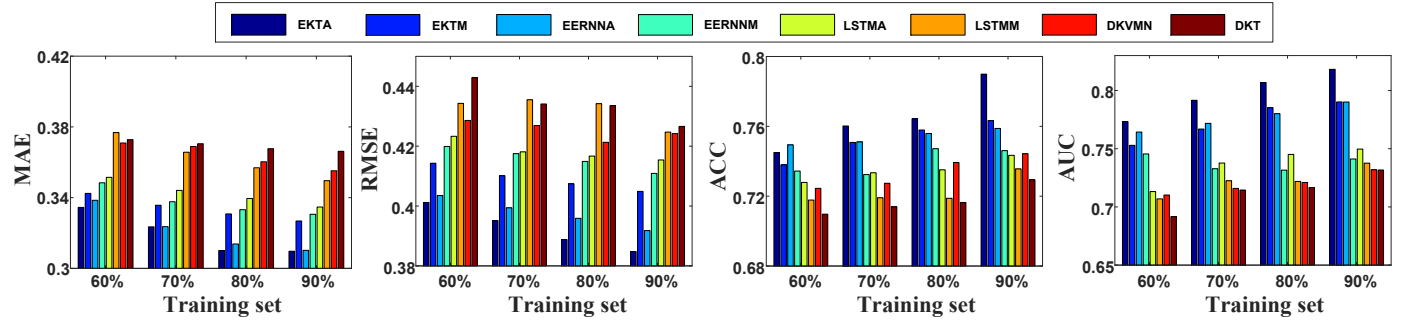 EKTA EKTM EERNNA EERNNM LSTMA LSTMM DKVMN DKT
MAE
0.42
0.38
0.34
0.3
60% 70% 80% 90%
Training set
RMSE
0.44
0.42
0.4
0.38
60% 70% 80% 90%
Training set
ACC
0.8
0.76
0.72
0.68
60% 70% 80% 90%
Training set
AUC
0.8
0.75
0.7
0.65
60% 70% 80% 90%
Training set